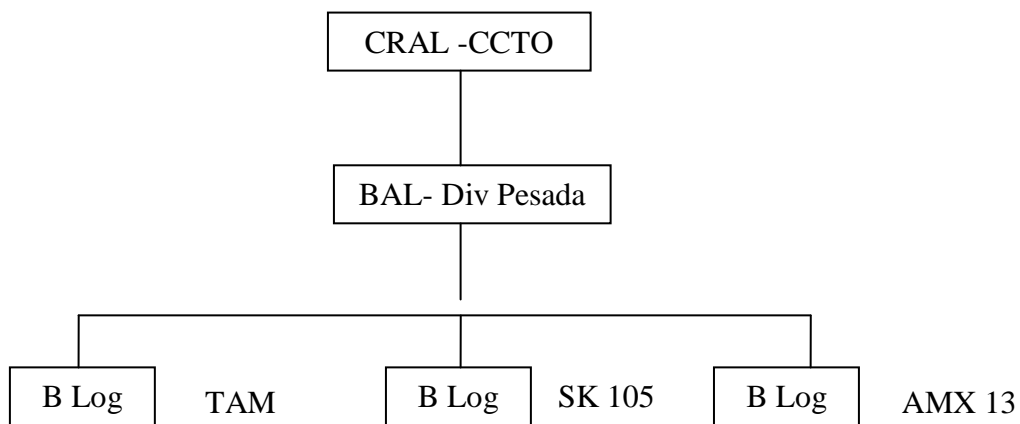 CRAL -CCTO
BAL- Div Pesada
B Log TAM B Log SK 105 B Log AMX 13